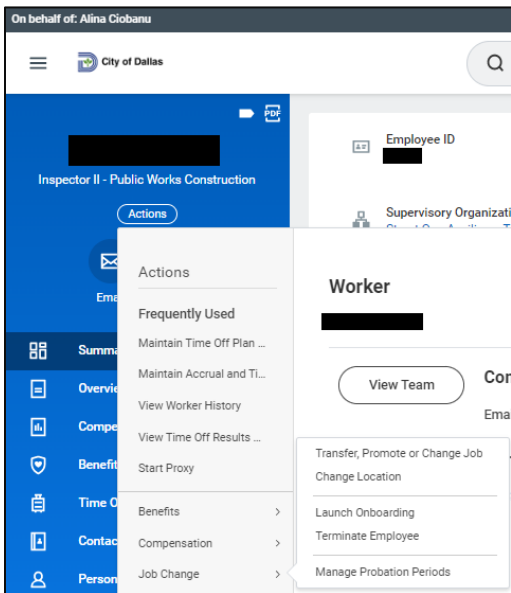 On behalf of: Alina Ciobanu
City of Dallas
PDF
Inspector II - Public Works Construction
Actions
Employee ID
Supervisory Organizati
Ema
Actions
Frequently Used
Maintain Time Off Plan ...
Maintain Accrual and Ti...
View Worker History
View Time Off Results ...
Start Proxy
Benefits
Compensation
Job Change
Summa
Overvie
Compe
Benefit
Time O
Contac
Person
Worker
View Team
Con
Emai
Transfer, Promote or Change Job
Change Location
Launch Onboarding
Terminate Employee
Manage Probation Periods